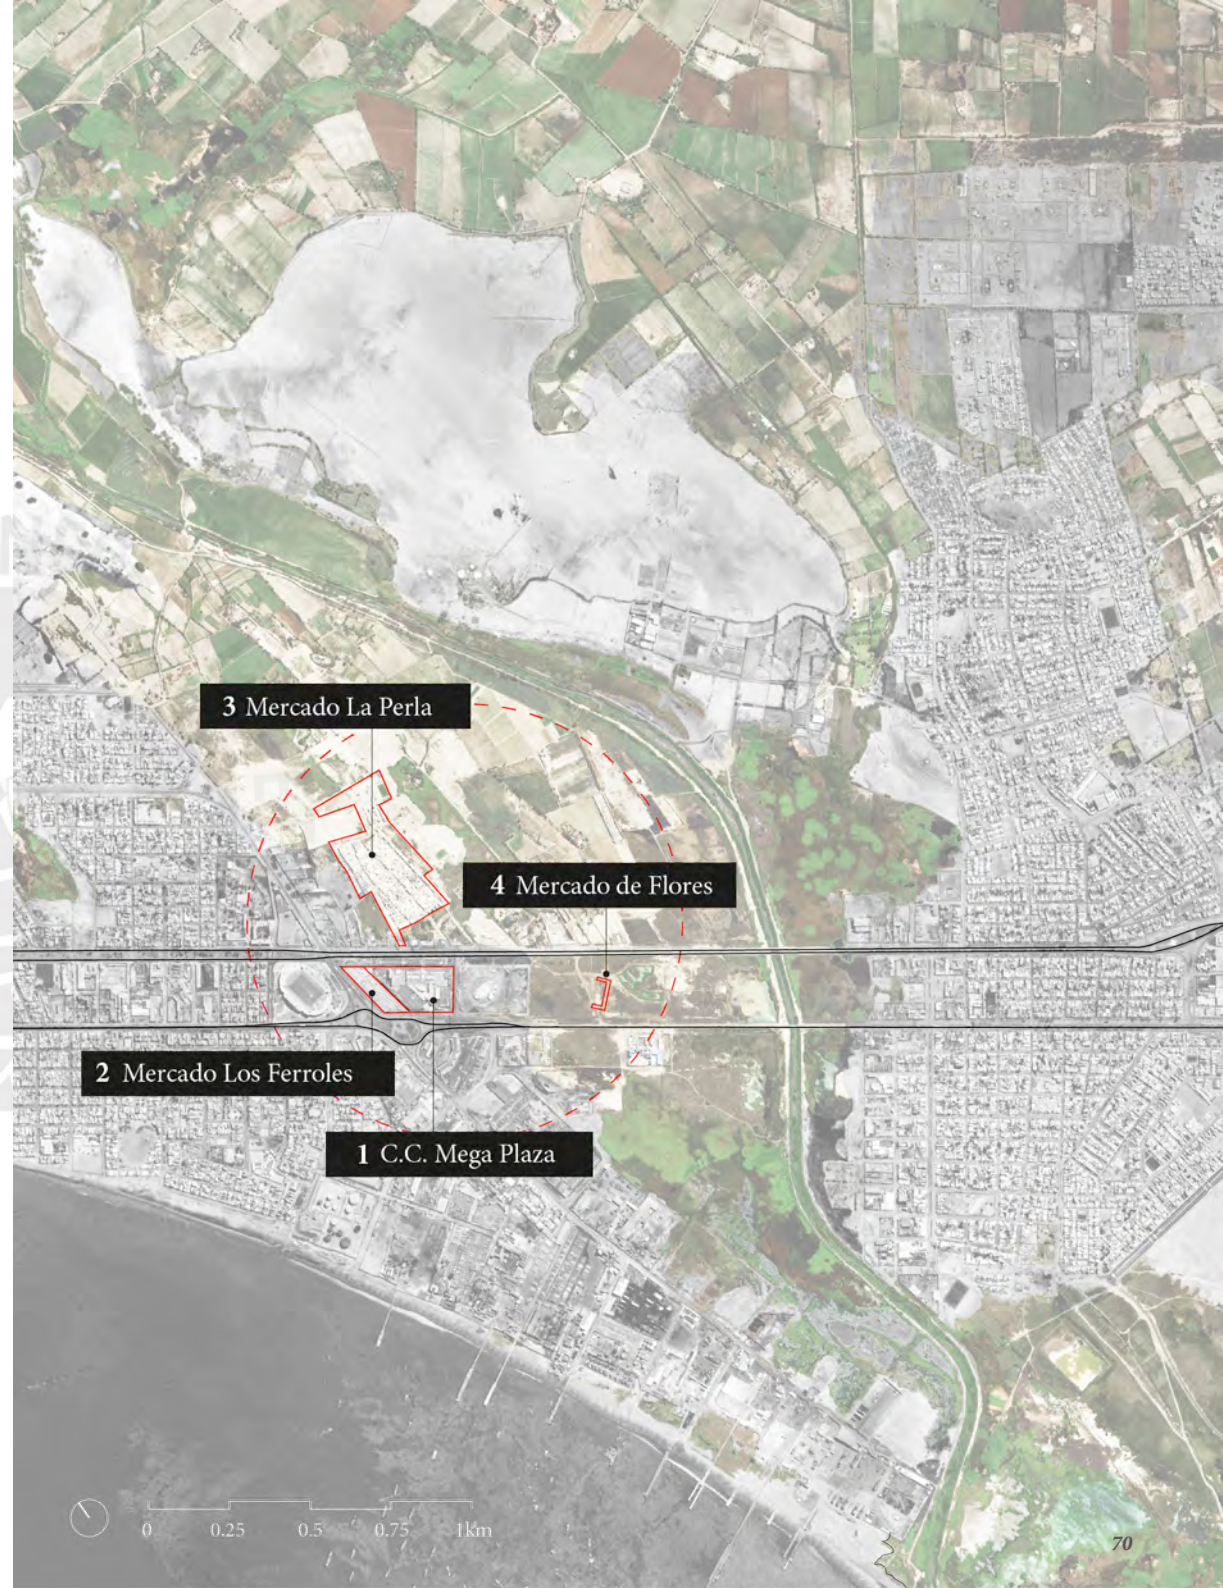 3 Mercado La Perla
4 Mercado de Flores
2 Mercado Los Ferroles
1 C.C. Mega Plaza
0 0.25 0.5 0.75 1km
70